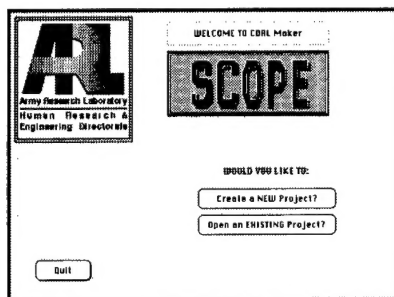 ARL
Army Research Laboratory
Human Research &
Engineering Directorate
WELCOME TO CDRL Maker
SCOPE
WOULD YOU LIKE TO:
Create a NEW Project?
Open an EXISTING Project?
Quit